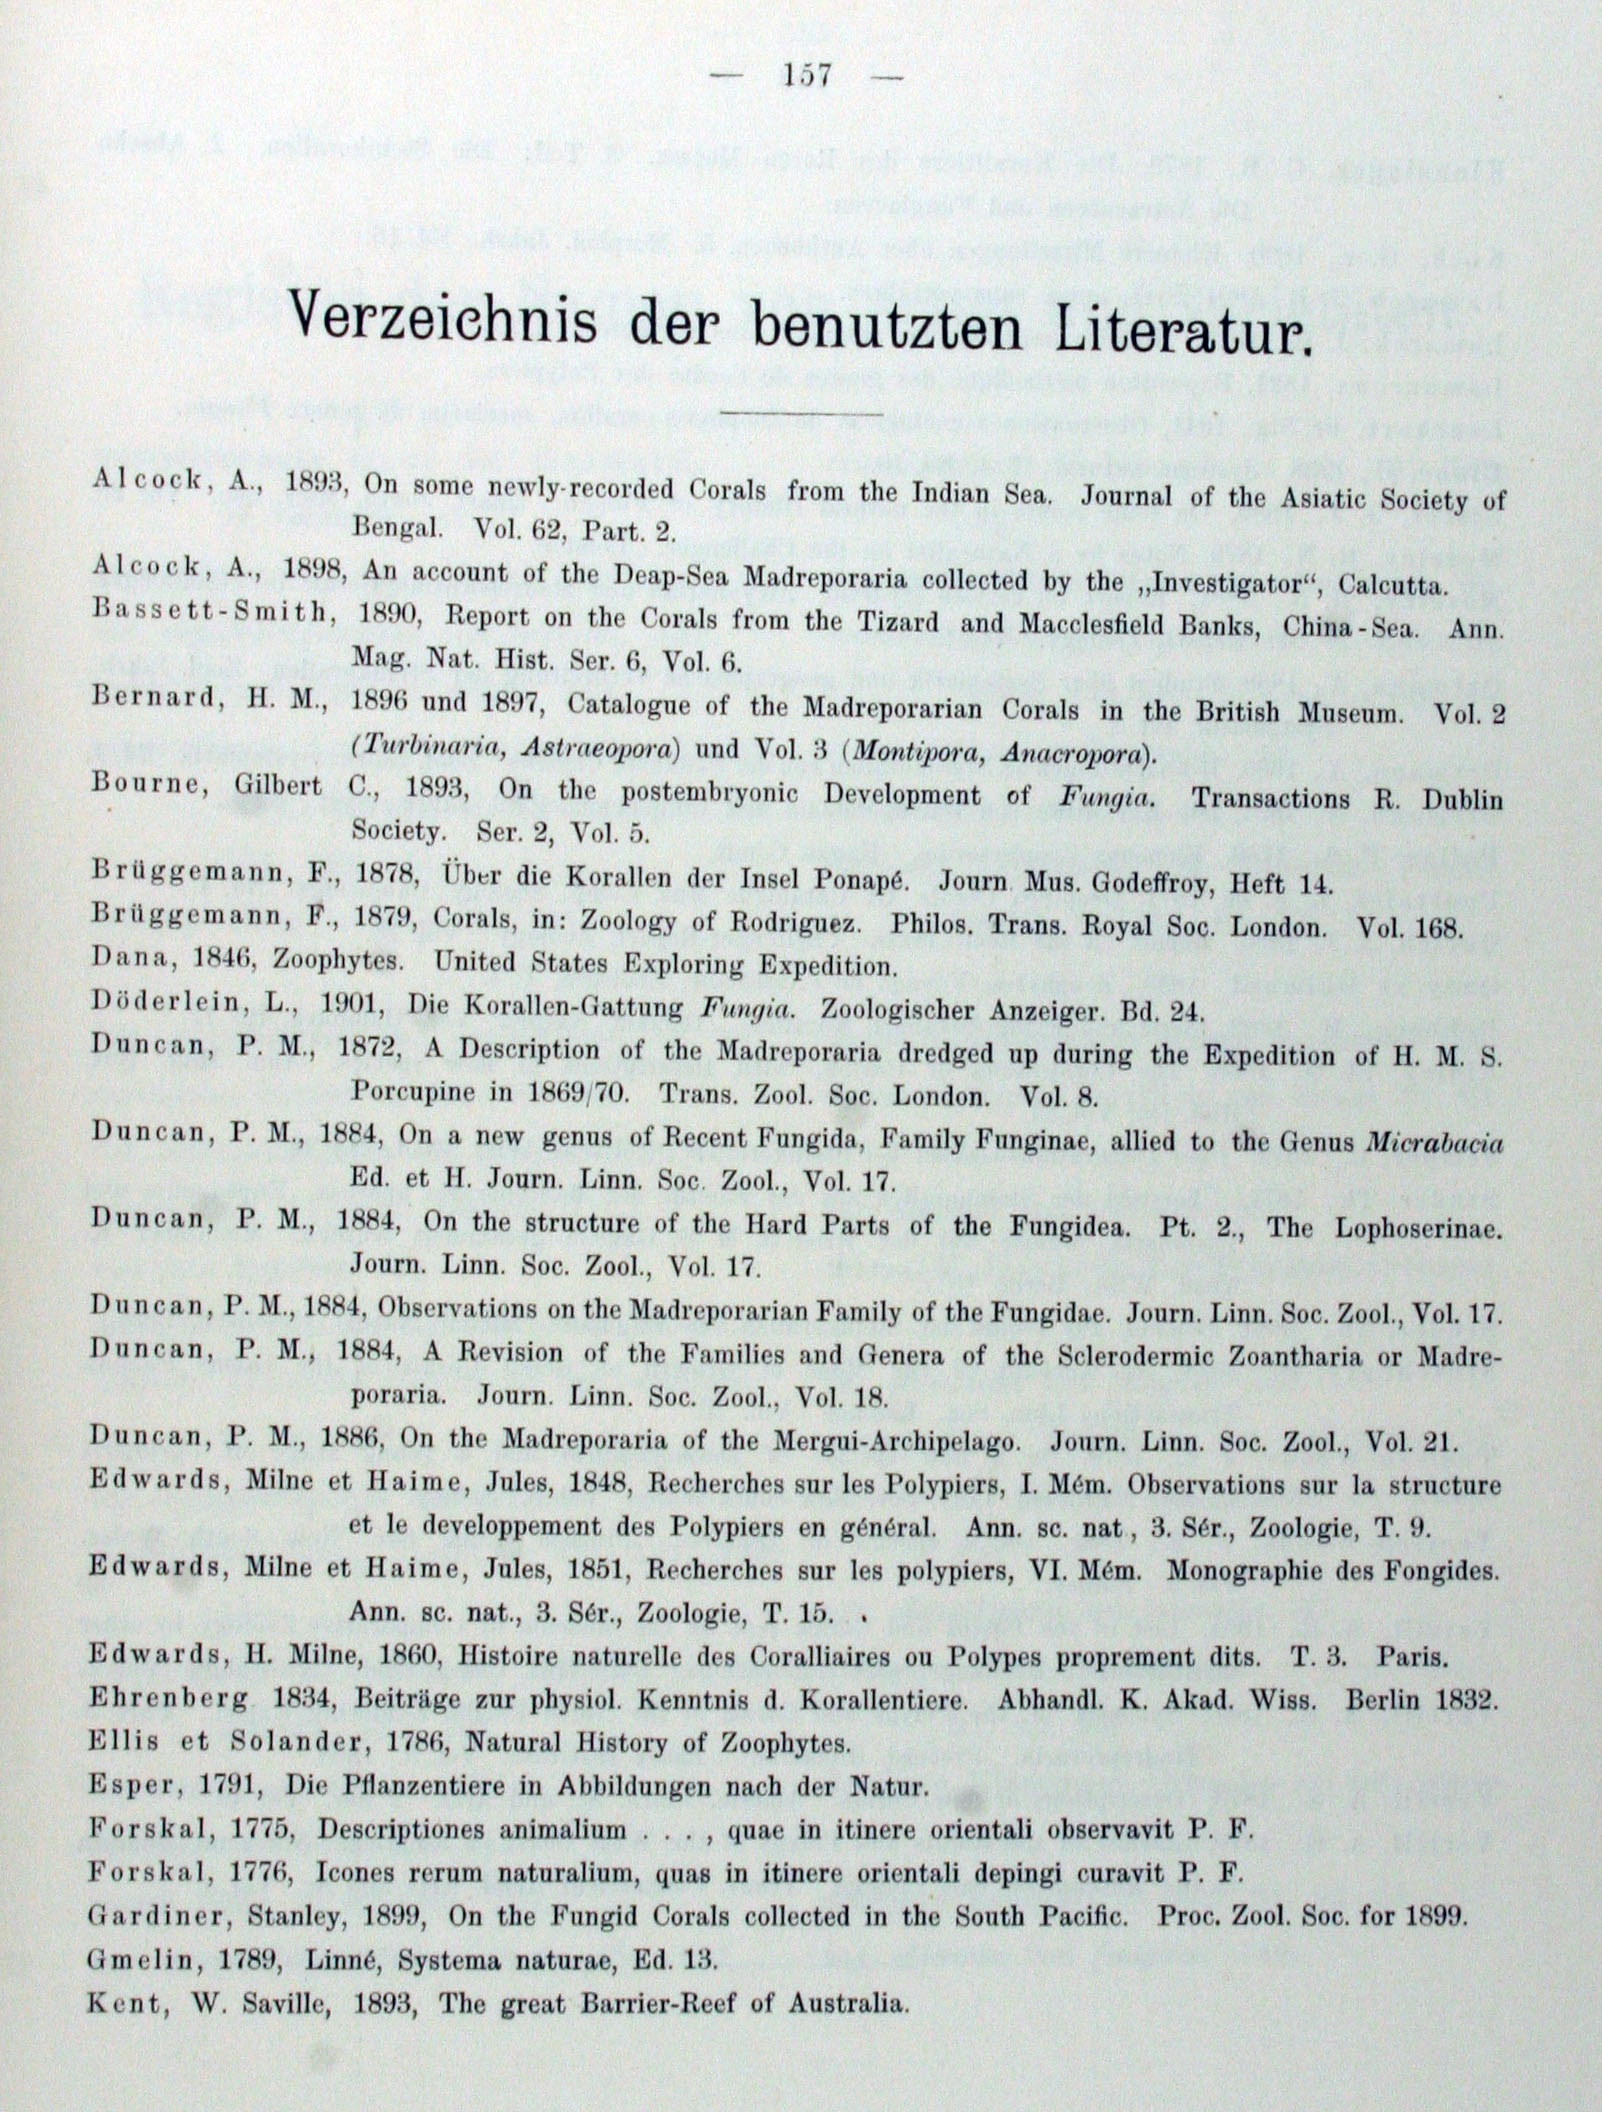 — 157 —
Verzeichnis der benutzten Literatur.
Alcock, A., 1893, On some newly-recorded Corals from the Indian Sea. Journal of the Asiatic Society of
Bengal. Vol. 62, Part. 2.
Alcock, A., 1898, An account of the Deap-Sea Madreporaria collected by the „Investigator“, Calcutta.
Bassett-Smith, 1890, Report on the Corals from the Tizard and Macclesfield Banks, China-Sea. Ann.
Mag. Nat. Hist. Ser. 6, Vol. 6.
Bernard, H. M., 1896 und 1897, Catalogue of the Madreporarian Corals in the British Museum. Vol. 2
(Turbinaria, Astraeopora) und Vol. 3 (Montipora, Anacropora).
Bourne, Gilbert C., 1893, On the postembryonic Development of Fungia. Transactions R. Dublin
Society. Ser. 2, Vol. 5.
Brüggemann, F., 1878, Über die Korallen der Insel Ponapé. Journ. Mus. Godeffroy, Heft 14.
Brüggemann, F., 1879, Corals, in: Zoology of Rodriguez. Philos. Trans. Royal Soc. London. Vol. 168.
Dana, 1846, Zoophytes. United States Exploring Expedition.
Döderlein, L., 1901, Die Korallen-Gattung Fungia. Zoologischer Anzeiger. Bd. 24.
Duncan, P. M., 1872, A Description of the Madreporaria dredged up during the Expedition of H. M. S.
Porcupine in 1869/70. Trans. Zool. Soc. London. Vol. 8.
Duncan, P. M., 1884, On a new genus of Recent Fungida, Family Funginae, allied to the Genus Micrabacia
Ed. et H. Journ. Linn. Soc. Zool., Vol. 17.
Duncan, P. M., 1884, On the structure of the Hard Parts of the Fungidea. Pt. 2., The Lophoserinae.
Journ. Linn. Soc. Zool., Vol. 17.
Duncan, P. M., 1884, Observations on the Madreporarian Family of the Fungidae. Journ. Linn. Soc. Zool., Vol. 17.
Duncan, P. M., 1884, A Revision of the Families and Genera of the Sclerodermic Zoantharia or Madre-
poraria. Journ. Linn. Soc. Zool., Vol. 18.
Duncan, P. M., 1886, On the Madreporaria of the Mergui-Archipelago. Journ. Linn. Soc. Zool., Vol. 21.
Edwards, Milne et Haime, Jules, 1848, Recherches sur les Polypiers, I. Mém. Observations sur la structure
et le developpement des Polypiers en général. Ann. sc. nat., 3. Sér., Zoologie, T. 9.
Edwards, Milne et Haime, Jules, 1851, Recherches sur les polypiers, VI. Mém. Monographie des Fongides.
Ann. sc. nat., 3. Sér., Zoologie, T. 15.
Edwards, H. Milne, 1860, Histoire naturelle des Coralliaires ou Polypes proprement dits. T. 3. Paris.
Ehrenberg 1834, Beiträge zur physiol. Kenntnis d. Korallentiere. Abhandl. K. Akad. Wiss. Berlin 1832.
Ellis et Solander, 1786, Natural History of Zoophytes.
Esper, 1791, Die Pflanzentiere in Abbildungen nach der Natur.
Forskal, 1775, Descriptiones animalium . . . , quae in itinere orientali observavit P. F.
Forskal, 1776, Icones rerum naturalium, quas in itinere orientali depingi curavit P. F.
Gardiner, Stanley, 1899, On the Fungid Corals collected in the South Pacific. Proc. Zool. Soc. for 1899.
Gmelin, 1789, Linné, Systema naturae, Ed. 13.
Kent, W. Saville, 1893, The great Barrier-Reef of Australia.